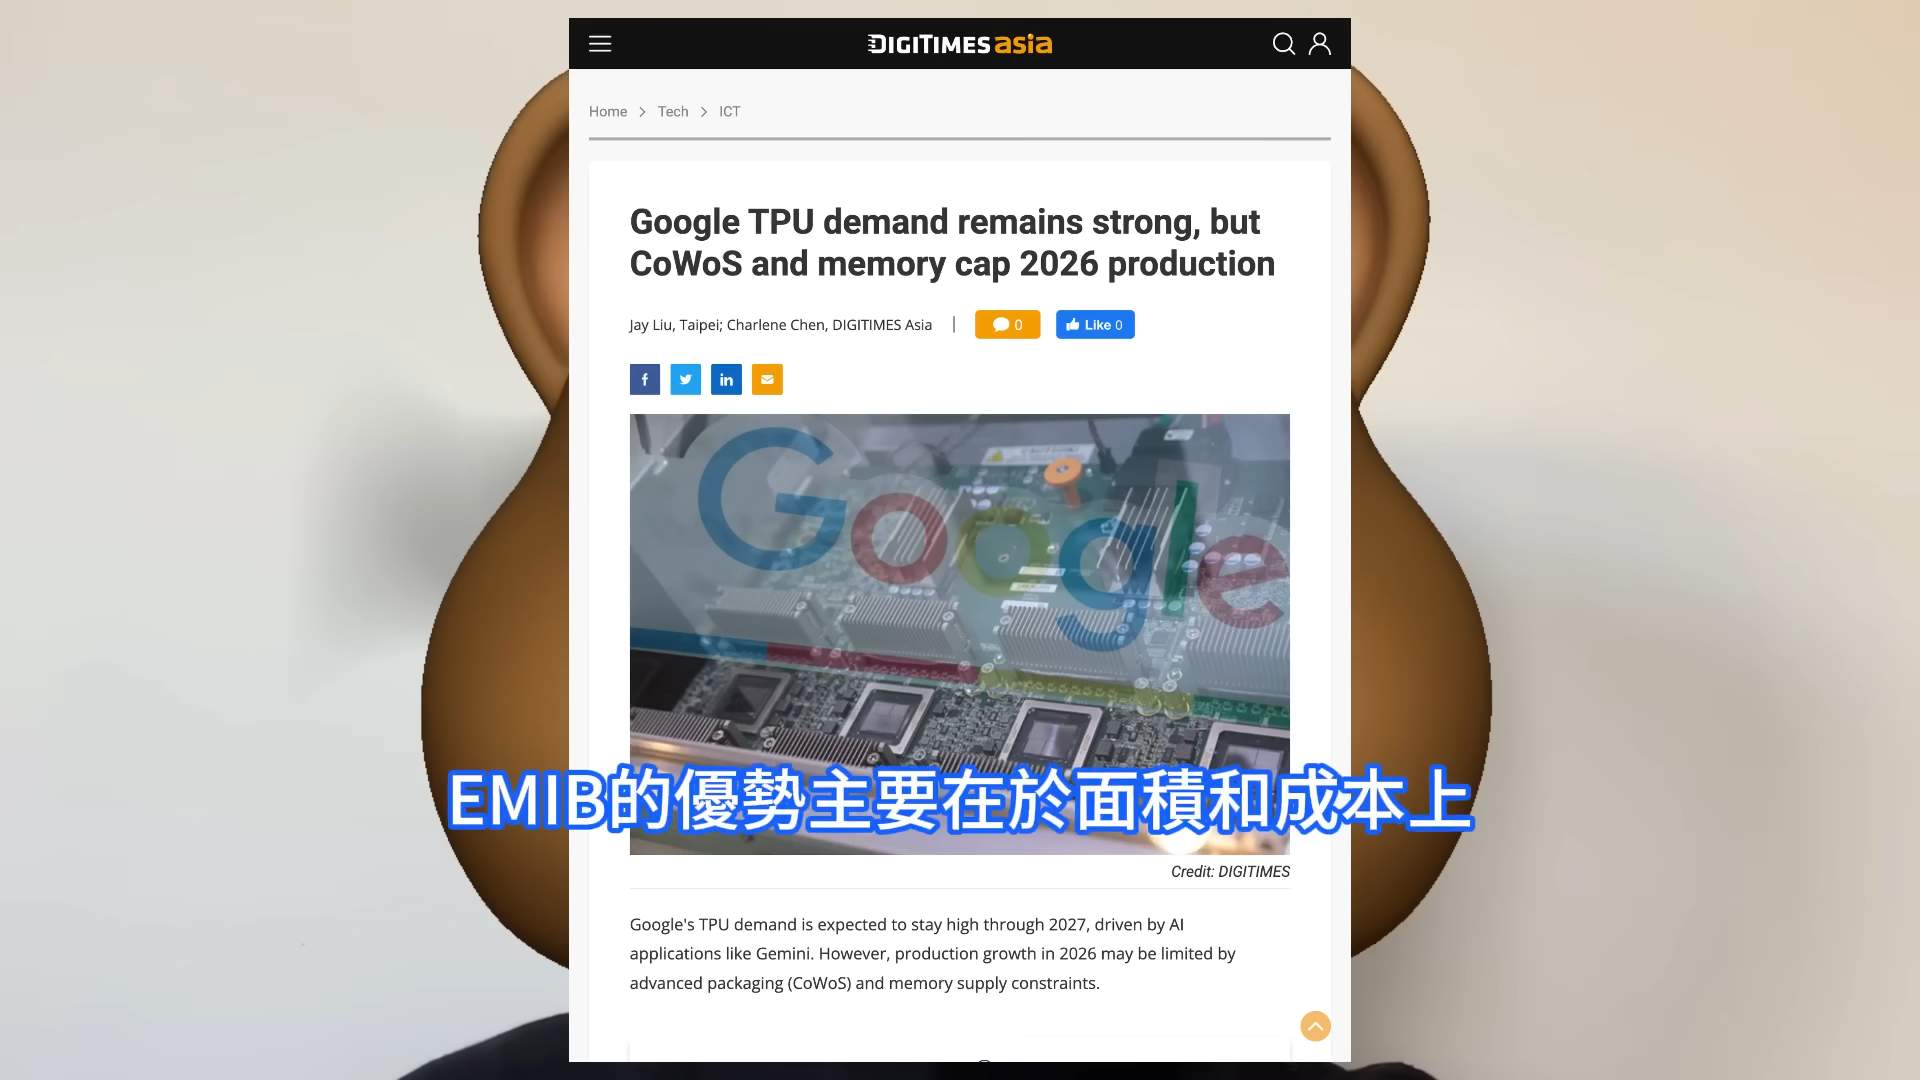 DIGITIMES asia
Home > Tech > ICT
Google TPU demand remains strong, but
CoWoS and memory cap 2026 production
Jay Liu, Taipei; Charlene Chen, DIGITIMES Asia | 0 Like 0
Google
EMIB的優勢主要在於面積和成本上
Credit: DIGITIMES
Google's TPU demand is expected to stay high through 2027, driven by AI
applications like Gemini. However, production growth in 2026 may be limited by
advanced packaging (CoWoS) and memory supply constraints.